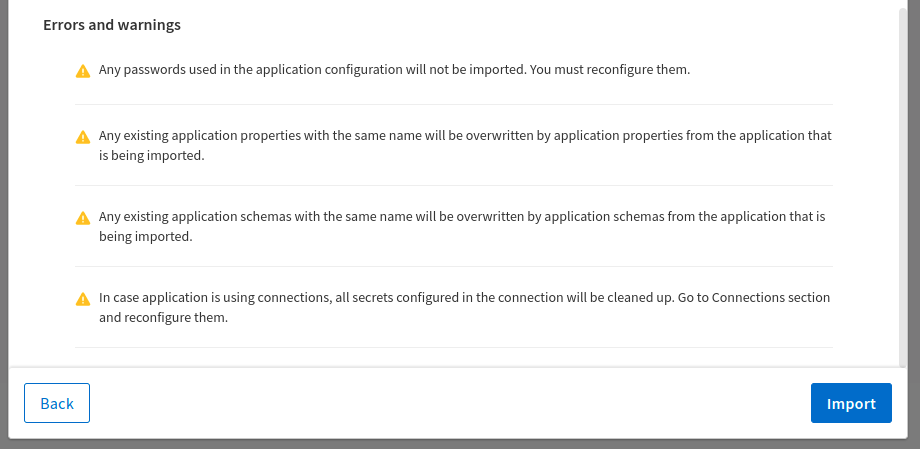 Errors and warnings
Any passwords used in the application configuration will not be imported. You must reconfigure them.
Any existing application properties with the same name will be overwritten by application properties from the application that
is being imported.
Any existing application schemas with the same name will be overwritten by application schemas from the application that is
being imported.
In case application is using connections, all secrets configured in the connection will be cleaned up. Go to Connections section
and reconfigure them.
Back
Import